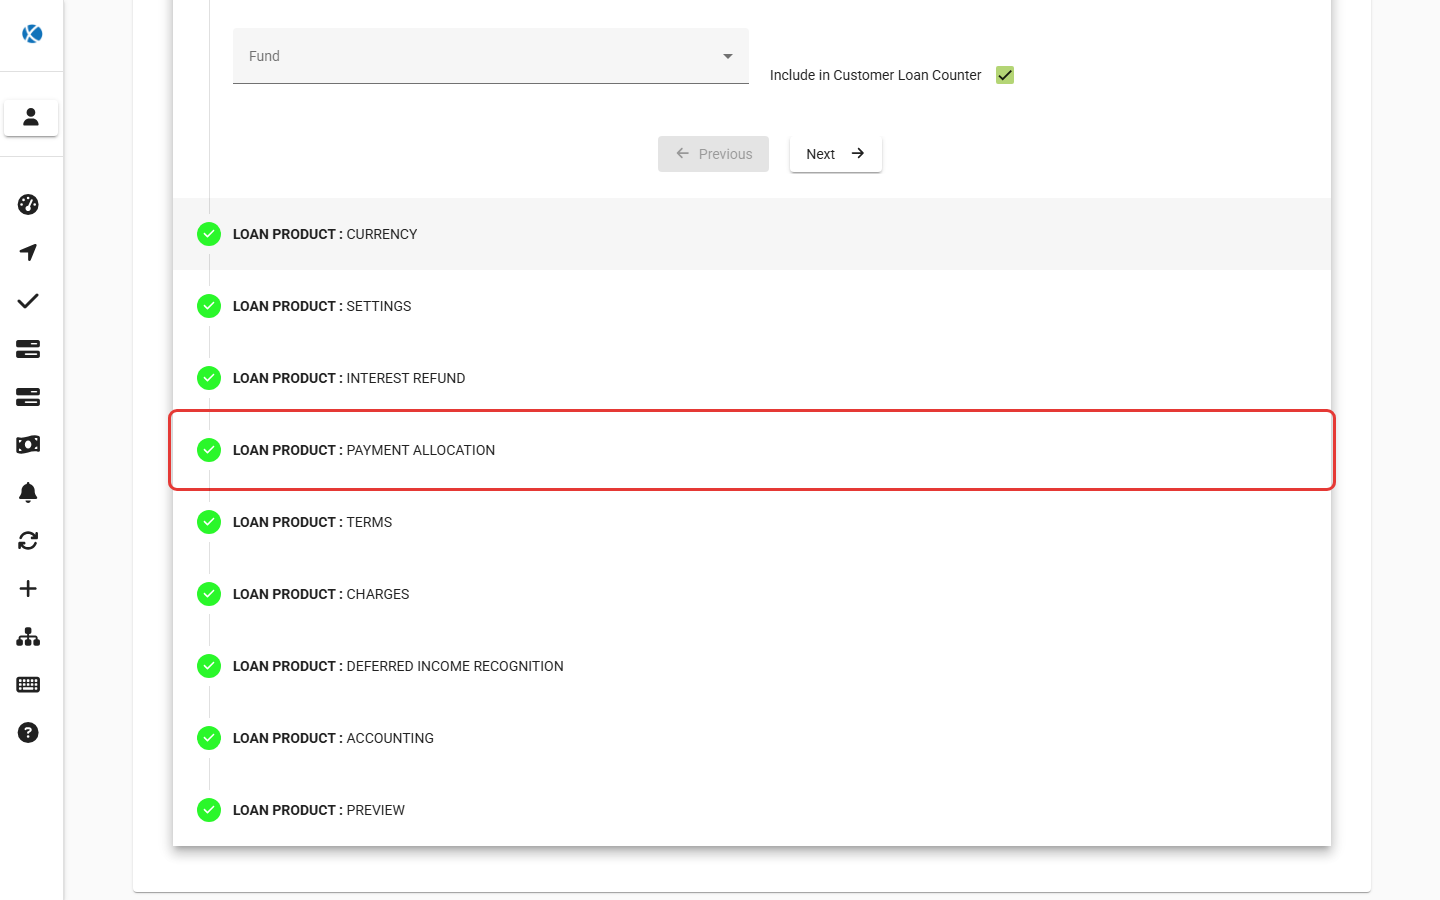 Fund
Include in Customer Loan Counter
Previous
Next
LOAN PRODUCT : CURRENCY
LOAN PRODUCT : SETTINGS
LOAN PRODUCT : INTEREST REFUND
LOAN PRODUCT : PAYMENT ALLOCATION
LOAN PRODUCT : TERMS
LOAN PRODUCT : CHARGES
LOAN PRODUCT : DEFERRED INCOME RECOGNITION
LOAN PRODUCT : ACCOUNTING
LOAN PRODUCT : PREVIEW